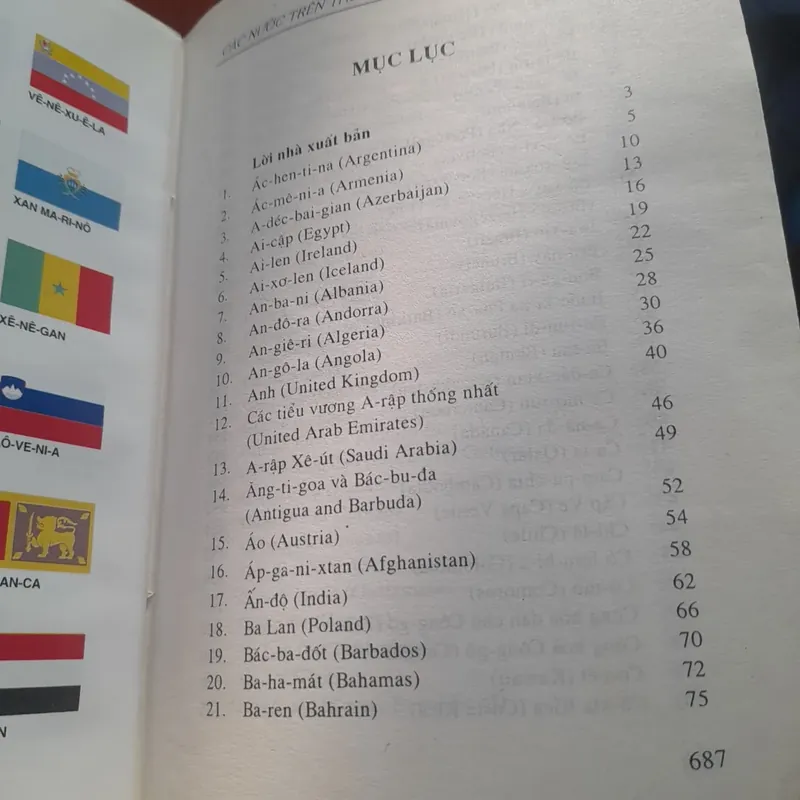 VÊ-NÊ-XU-Ê-LA
XAN MA-RI-NÔ
XÊ-NÊ-GAN
Ô-VE-NI-A
AN-CA
N
CÁC NƯỚC TRÊN
MỤC LỤC
Lời nhà xuất bản 3
1. Ác-hen-ti-na (Argentina) 5
2. Ác-mê-ni-a (Armenia) 10
3. A-déc-bai-gian (Azerbaijan) 13
4. Ai-cập (Egypt) 16
5. Ai-len (Ireland) 19
6. Ai-xơ-len (Iceland) 22
7. An-ba-ni (Albania) 25
8. An-đô-ra (Andorra) 28
9. An-giê-ri (Algeria) 30
10. An-gô-la (Angola) 36
11. Anh (United Kingdom) 40
12. Các tiểu vương A-rập thống nhất
(United Arab Emirates) 46
13. A-rập Xê-út (Saudi Arabia) 49
14. Ăng-ti-goa và Bác-bu-đa
(Antigua and Barbuda) 52
15. Áo (Austria) 54
16. Áp-ga-ni-xtan (Afghanistan) 58
17. Ấn-độ (India) 62
18. Ba Lan (Poland) 66
19. Bác-ba-đốt (Barbados) 70
20. Ba-ha-mát (Bahamas) 72
21. Ba-ren (Bahrain) 75
687